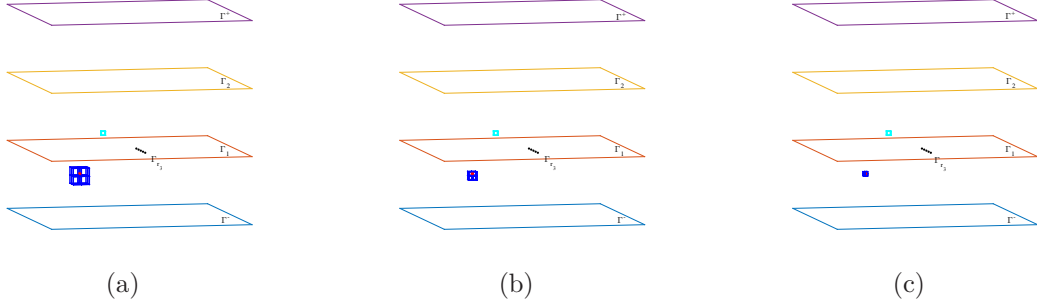 Γ⁺ Γ⁺ Γ⁺
Γ₂ Γ₂ Γ₂
Γ₁ Γ₁ Γ₁
Γᵣ₁ Γᵣ₂ Γᵣ₃
Γ⁻ Γ⁻ Γ⁻
(a) (b) (c)